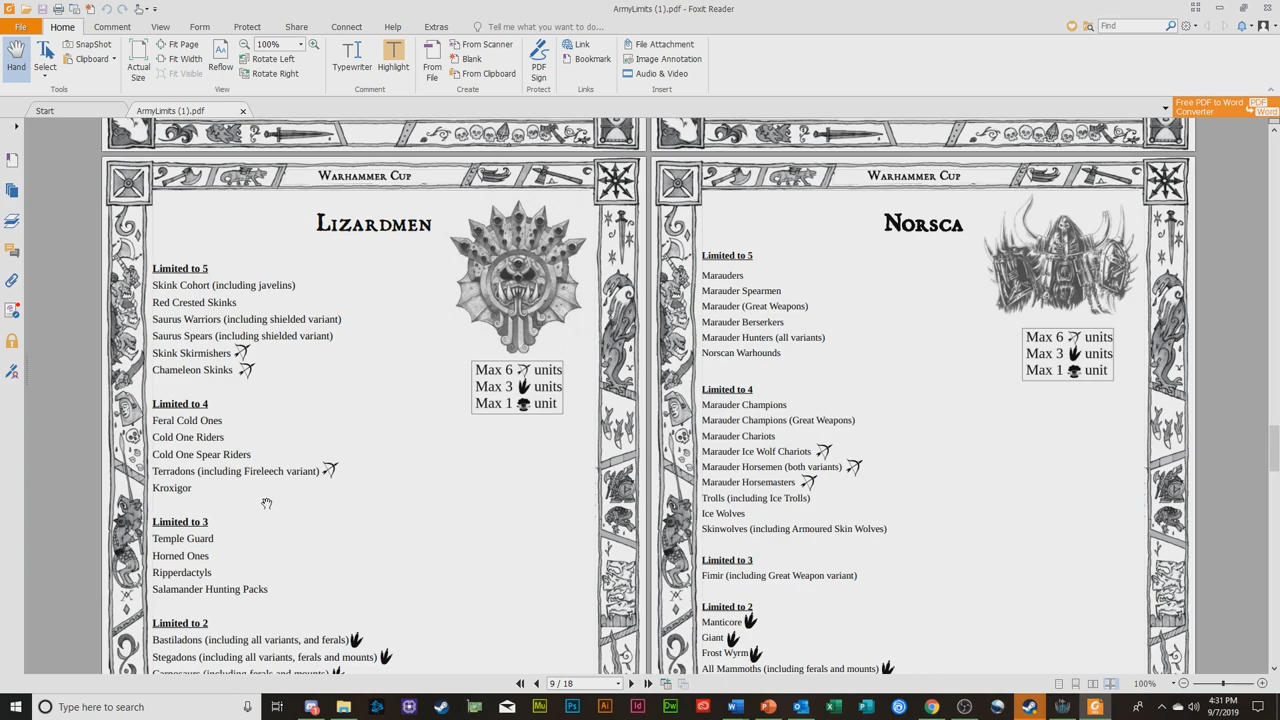 ArmyLimits (1).pdf - Foxit Reader
File Home Comment View Form Protect Share Connect Help Extras Tell me what you want to do... Find
Hand
Select
SnapShot
Clipboard
Tools
Actual Size
Fit Page
Fit Width
Fit Visible
Reflow
100%
Rotate Left
Rotate Right
View
Typewriter
Highlight
Comment
From File
From Scanner
Blank
From Clipboard
Create
PDF Sign
Protect
Link
Bookmark
Links
File Attachment
Image Annotation
Audio & Video
Insert
Start
ArmyLimits (1).pdf
Free PDF to Word Converter
PDF
Word
Warhammer Cup
Lizardmen
Limited to 5
Skink Cohort (including javelins)
Red Crested Skinks
Saurus Warriors (including shielded variant)
Saurus Spears (including shielded variant)
Skink Skirmishers
Chameleon Skinks
Max 6 units
Max 3 units
Max 1 unit
Limited to 4
Feral Cold Ones
Cold One Riders
Cold One Spear Riders
Terradons (including Fireleech variant)
Kroxigor
Limited to 3
Temple Guard
Horned Ones
Ripperdactyls
Salamander Hunting Packs
Limited to 2
Bastiladons (including all variants, and ferals)
Stegadons (including all variants, ferals and mounts)
Carnosaurs (including ferals and mounts)
Warhammer Cup
Norsca
Limited to 5
Marauders
Marauder Spearmen
Marauder (Great Weapons)
Marauder Berserkers
Marauder Hunters (all variants)
Norscan Warhounds
Max 6 units
Max 3 units
Max 1 unit
Limited to 4
Marauder Champions
Marauder Champions (Great Weapons)
Marauder Chariots
Marauder Ice Wolf Chariots
Marauder Horsemen (both variants)
Marauder Horsemasters
Trolls (including Ice Trolls)
Ice Wolves
Skinwolves (including Armoured Skin Wolves)
Limited to 3
Fimir (including Great Weapon variant)
Limited to 2
Manticore
Giant
Frost Wyrm
All Mammoths (including ferals and mounts)
9 / 18
100%
Type here to search
4:31 PM
9/7/2019